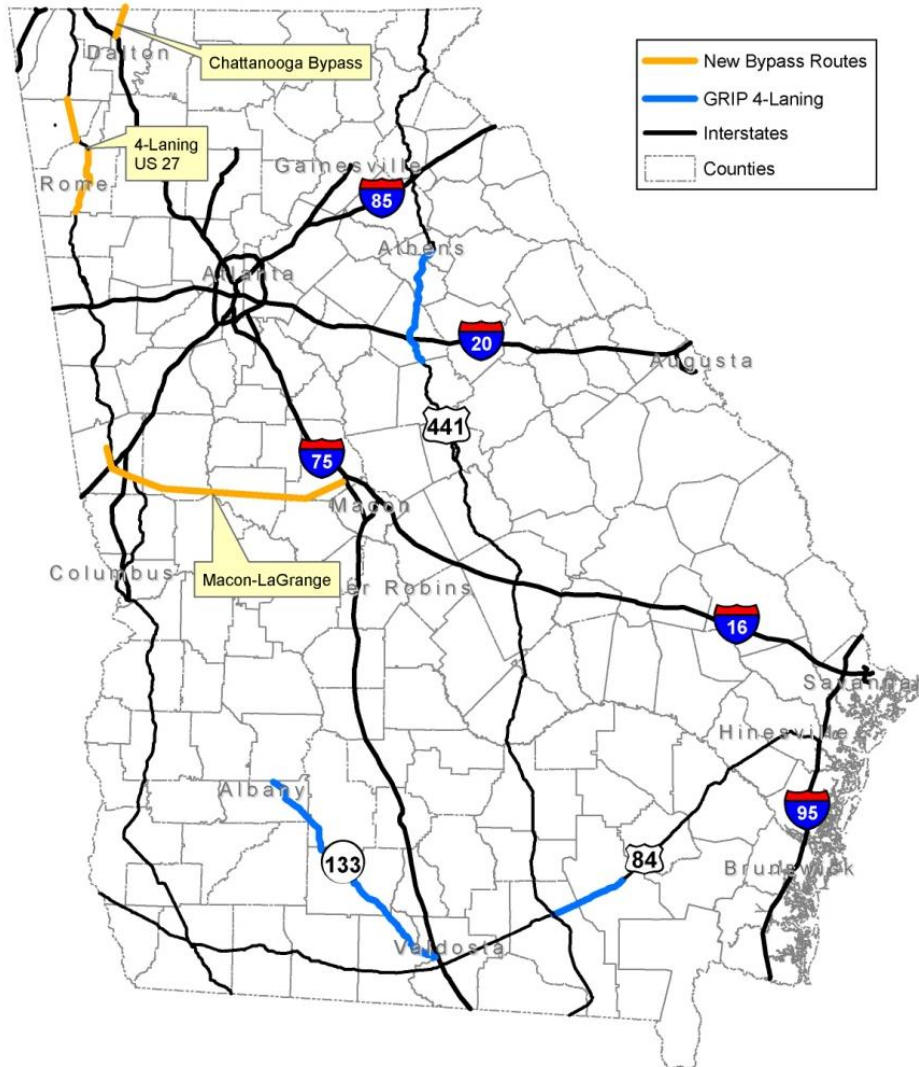 Dalton
Chattanooga Bypass
New Bypass Routes
GRIP 4-Laning
Interstates
Counties
4-Laning
US 27
Gainesville
Rome
85
Athens
Atlanta
20
Augusta
441
75
Macon
Columbus
Macon-LaGrange
er Robins
16
Savannah
Hinesville
Albany
95
133
84
Brunswick
Valdosta